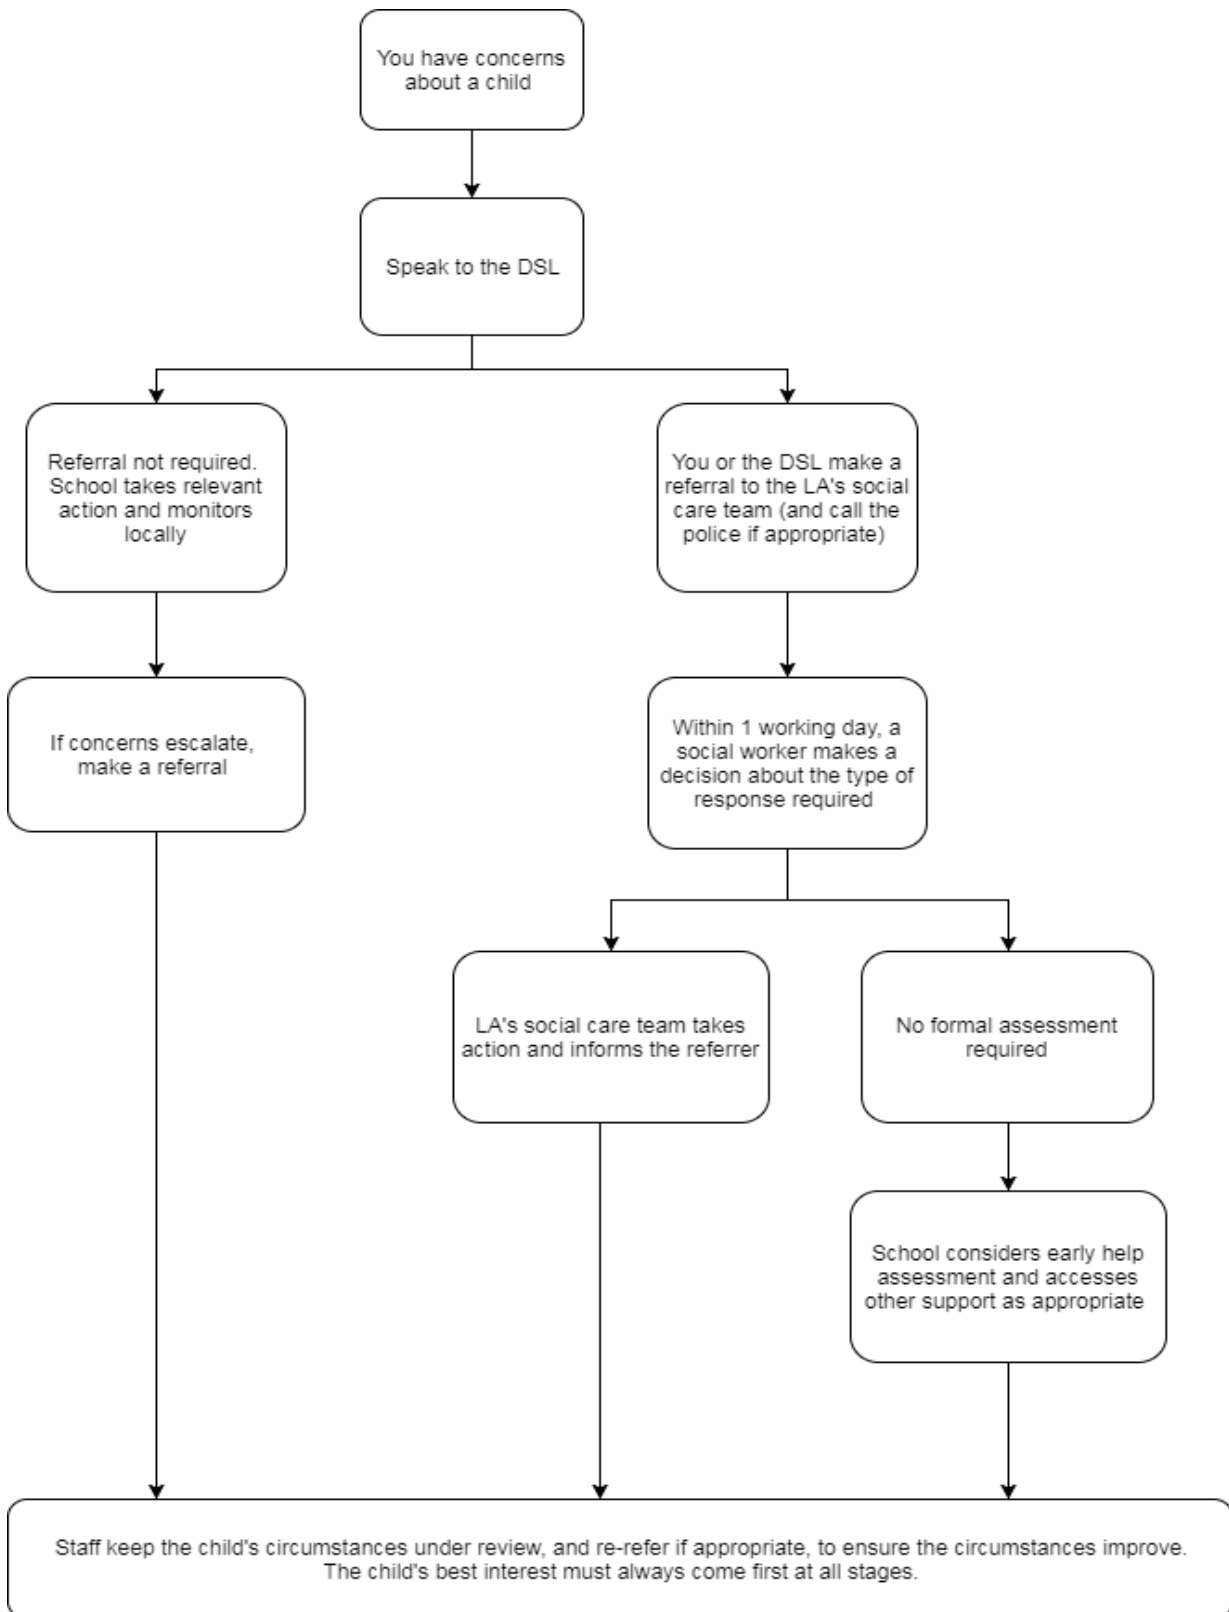 You have concerns
about a child
Speak to the DSL
Referral not required.
School takes relevant
action and monitors
locally
You or the DSL make a
referral to the LA's social
care team (and call the
police if appropriate)
If concerns escalate,
make a referral
Within 1 working day, a
social worker makes a
decision about the type of
response required
LA's social care team takes
action and informs the referrer
No formal assessment
required
School considers early help
assessment and accesses
other support as appropriate
Staff keep the child's circumstances under review, and re-refer if appropriate, to ensure the circumstances improve.
The child's best interest must always come first at all stages.